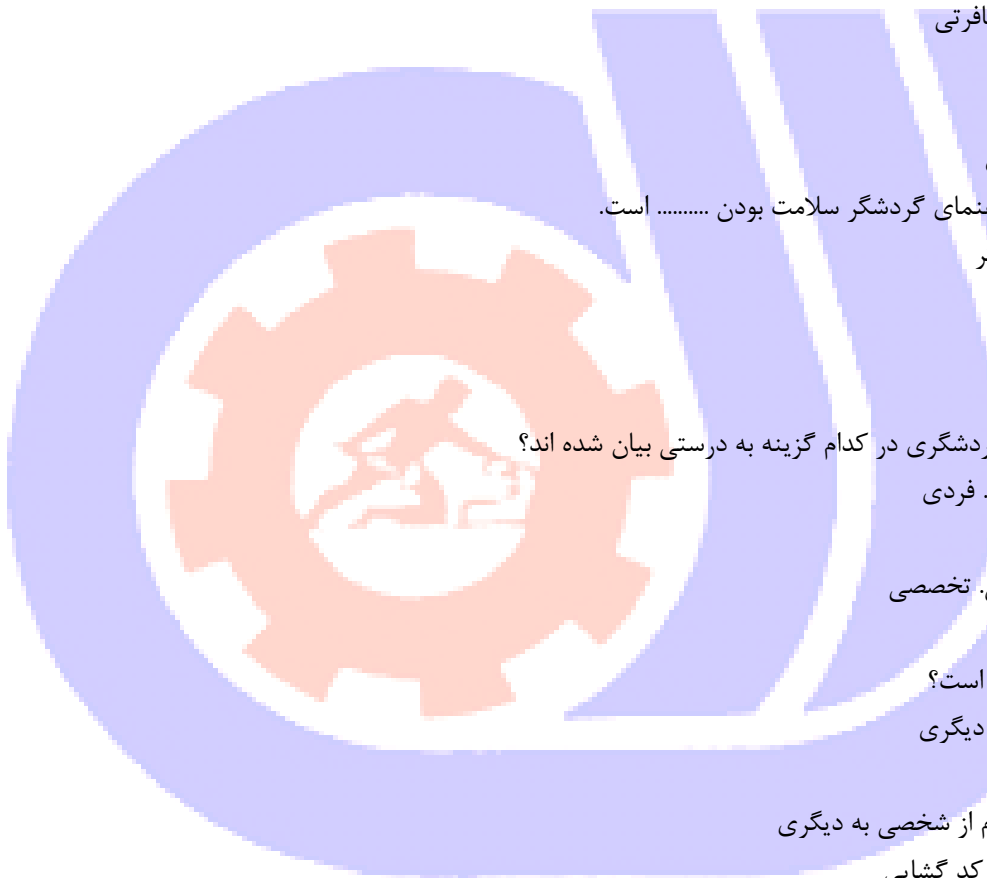 افرتی
نمای گردشگر سلامت بودن .......... است.
ر
ردشگری در کدام گزینه به درستی بیان شده اند؟
. فردی
. تخصصی
است؟
دیگری
م از شخصی به دیگری
کد گشایی